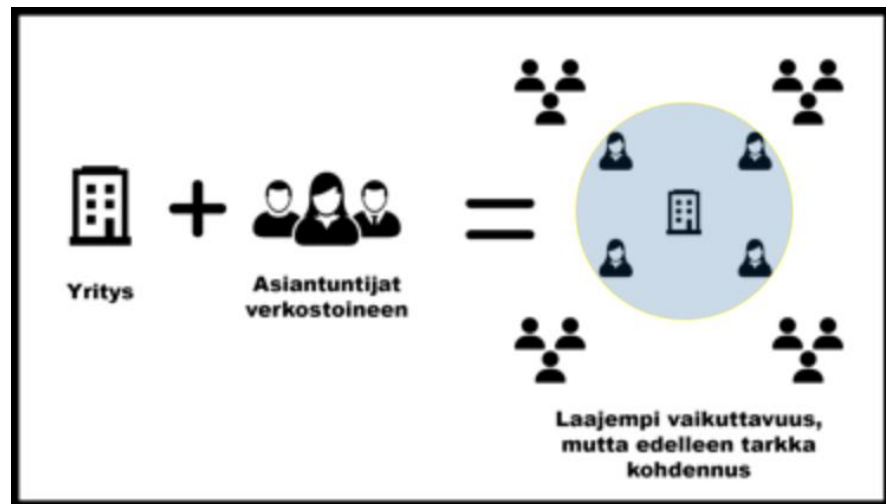 Yritys
Asiantuntijat
verkostoineen
Laajempi vaikuttavuus,
mutta edelleen tarkka
kohdennus